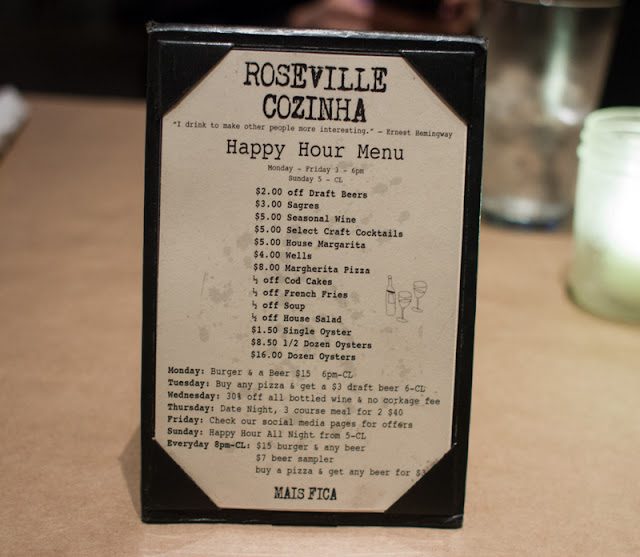 ROSEVILLE
COZINHA
"I drink to make other people more interesting." - Ernest Hemingway
Happy Hour Menu
Monday - Friday 3 - 6pm
Sunday 5 - CL
$2.00 off Draft Beers
$3.00 Sagres
$5.00 Seasonal Wine
$5.00 Select Craft Cocktails
$5.00 House Margarita
$4.00 Wells
$8.00 Margherita Pizza
½ off Cod Cakes
½ off French Fries
½ off Soup
½ off House Salad
$1.50 Single Oyster
$8.50 1/2 Dozen Oysters
$16.00 Dozen Oysters
Monday: Burger & a Beer $15 6pm-CL
Tuesday: Buy any pizza & get a $3 draft beer 6-CL
Wednesday: 30% off all bottled wine & no corkage fee
Thursday: Date Night, 3 course meal for 2 $40
Friday: Check our social media pages for offers
Sunday: Happy Hour All Night from 5-CL
Everyday 8pm-CL: $15 burger & any beer
$7 beer sampler
buy a pizza & get any beer for $3
MAIS FICA